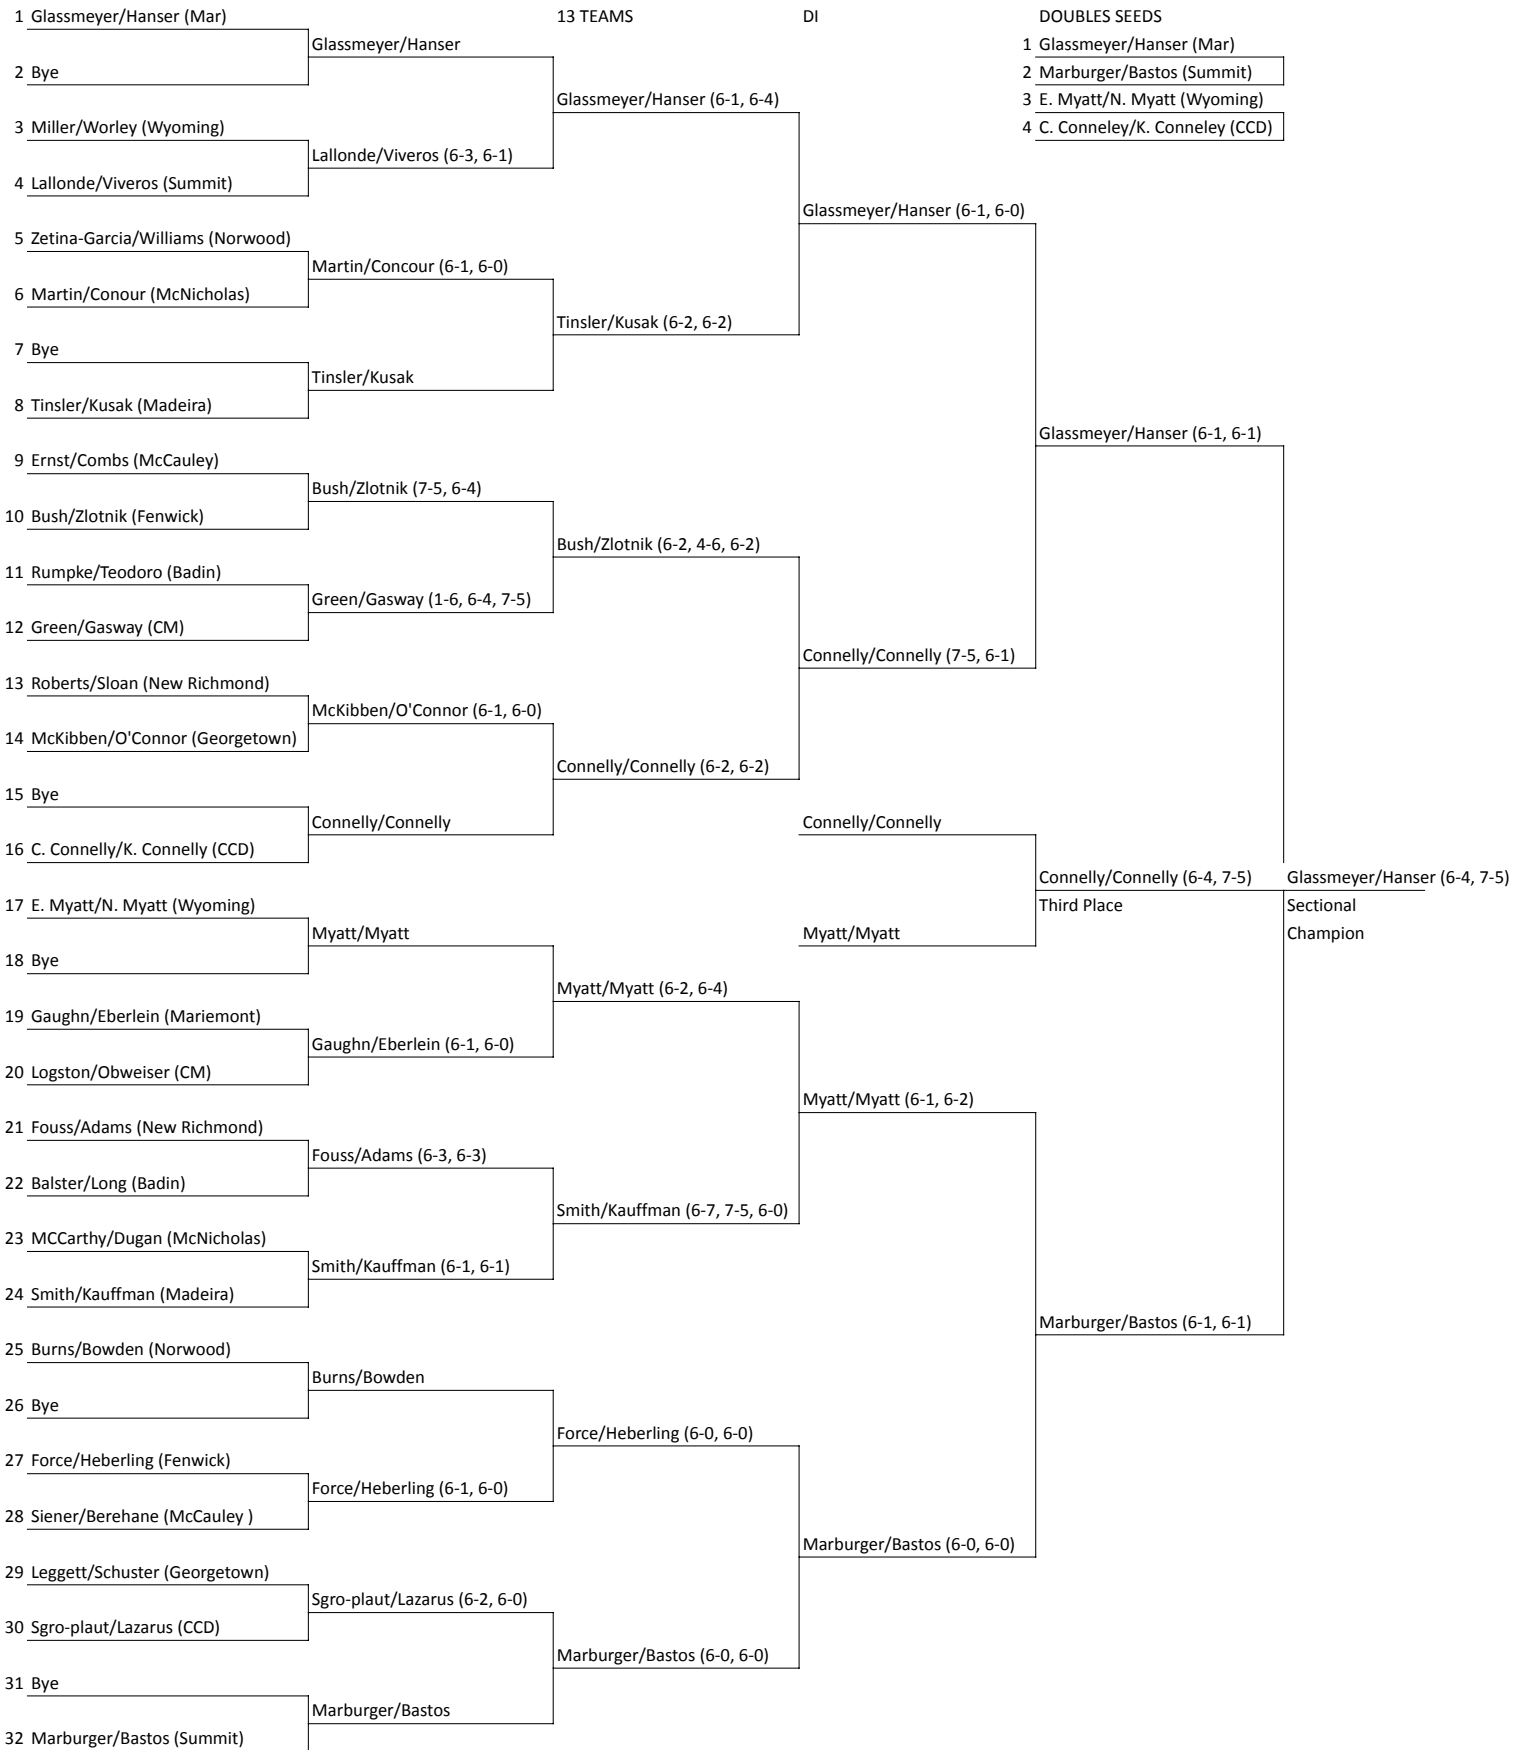 1 Glassmeyer/Hanser (Mar) 13 TEAMS DI DOUBLES SEEDS
Glassmeyer/Hanser 1 Glassmeyer/Hanser (Mar)
2 Bye 2 Marburger/Bastos (Summit)
Glassmeyer/Hanser (6-1, 6-4) 3 E. Myatt/N. Myatt (Wyoming)
3 Miller/Worley (Wyoming) 4 C. Conneley/K. Conneley (CCD)
Lallonde/Viveros (6-3, 6-1)
4 Lallonde/Viveros (Summit)
Glassmeyer/Hanser (6-1, 6-0)
5 Zetina-Garcia/Williams (Norwood)
Martin/Concour (6-1, 6-0)
6 Martin/Conour (McNicholas)
Tinsler/Kusak (6-2, 6-2)
7 Bye
Tinsler/Kusak
8 Tinsler/Kusak (Madeira)
Glassmeyer/Hanser (6-1, 6-1)
9 Ernst/Combs (McCauley)
Bush/Zlotnik (7-5, 6-4)
10 Bush/Zlotnik (Fenwick)
Bush/Zlotnik (6-2, 4-6, 6-2)
11 Rumpke/Teodoro (Badin)
Green/Gasway (1-6, 6-4, 7-5)
12 Green/Gasway (CM)
Connelly/Connelly (7-5, 6-1)
13 Roberts/Sloan (New Richmond)
McKibben/O'Connor (6-1, 6-0)
14 McKibben/O'Connor (Georgetown)
Connelly/Connelly (6-2, 6-2)
15 Bye
Connelly/Connelly Connelly/Connelly
16 C. Connelly/K. Connelly (CCD)
Connelly/Connelly (6-4, 7-5) Glassmeyer/Hanser (6-4, 7-5)
17 E. Myatt/N. Myatt (Wyoming) Third Place Sectional
Myatt/Myatt Myatt/Myatt Champion
18 Bye
Myatt/Myatt (6-2, 6-4)
19 Gaughn/Eberlein (Mariemont)
Gaughn/Eberlein (6-1, 6-0)
20 Logston/Obweiser (CM)
Myatt/Myatt (6-1, 6-2)
21 Fouss/Adams (New Richmond)
Fouss/Adams (6-3, 6-3)
22 Balster/Long (Badin)
Smith/Kauffman (6-7, 7-5, 6-0)
23 MCCarthy/Dugan (McNicholas)
Smith/Kauffman (6-1, 6-1)
24 Smith/Kauffman (Madeira)
Marburger/Bastos (6-1, 6-1)
25 Burns/Bowden (Norwood)
Burns/Bowden
26 Bye
Force/Heberling (6-0, 6-0)
27 Force/Heberling (Fenwick)
Force/Heberling (6-1, 6-0)
28 Siener/Berehane (McCauley )
Marburger/Bastos (6-0, 6-0)
29 Leggett/Schuster (Georgetown)
Sgro-plaut/Lazarus (6-2, 6-0)
30 Sgro-plaut/Lazarus (CCD)
Marburger/Bastos (6-0, 6-0)
31 Bye
Marburger/Bastos
32 Marburger/Bastos (Summit)